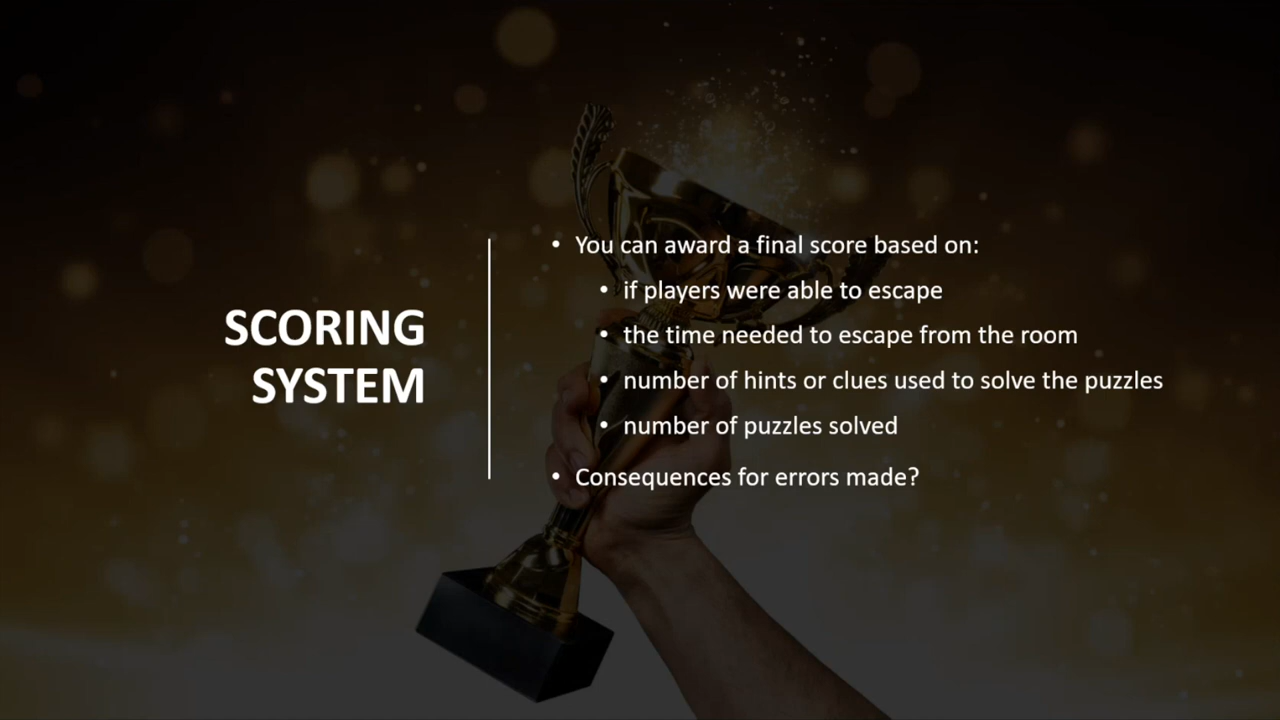 SCORING
SYSTEM
• You can award a final score based on:
• if players were able to escape
• the time needed to escape from the room
• number of hints or clues used to solve the puzzles
• number of puzzles solved
• Consequences for errors made?